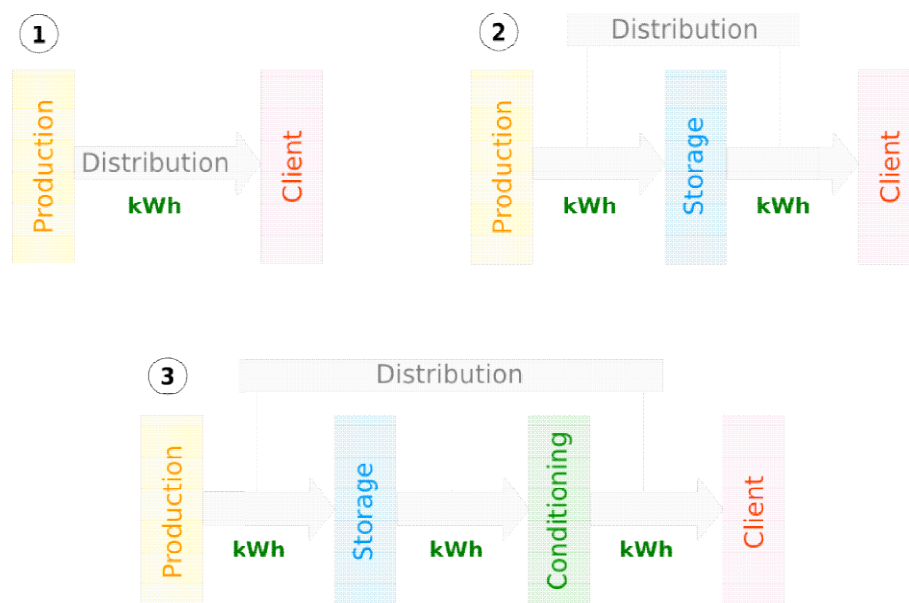 1
Production
Distribution
kWh
Client
2
Distribution
Production
kWh
Storage
kWh
Client
3
Distribution
Production
kWh
Storage
kWh
Conditioning
kWh
Client